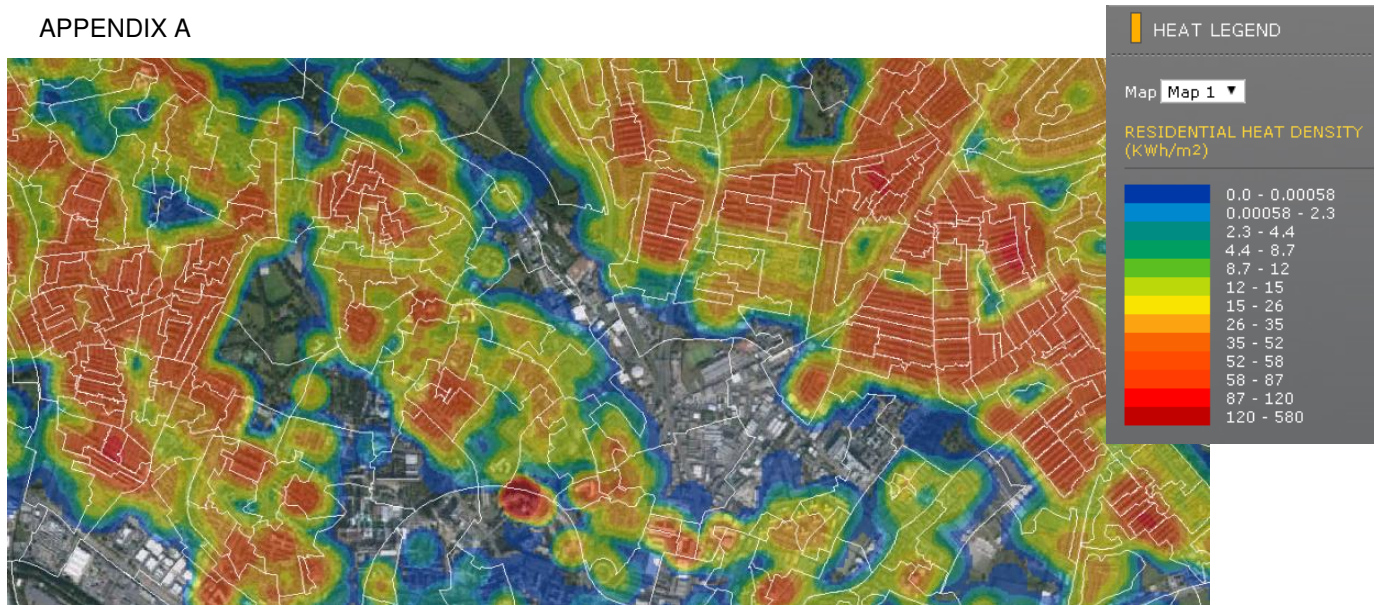 APPENDIX A
HEAT LEGEND
Map Map 1 ▼
RESIDENTIAL HEAT DENSITY
(KWh/m2)
0.0 - 0.00058
0.00058 - 2.3
2.3 - 4.4
4.4 - 8.7
8.7 - 12
12 - 15
15 - 26
26 - 35
35 - 52
52 - 58
58 - 87
87 - 120
120 - 580